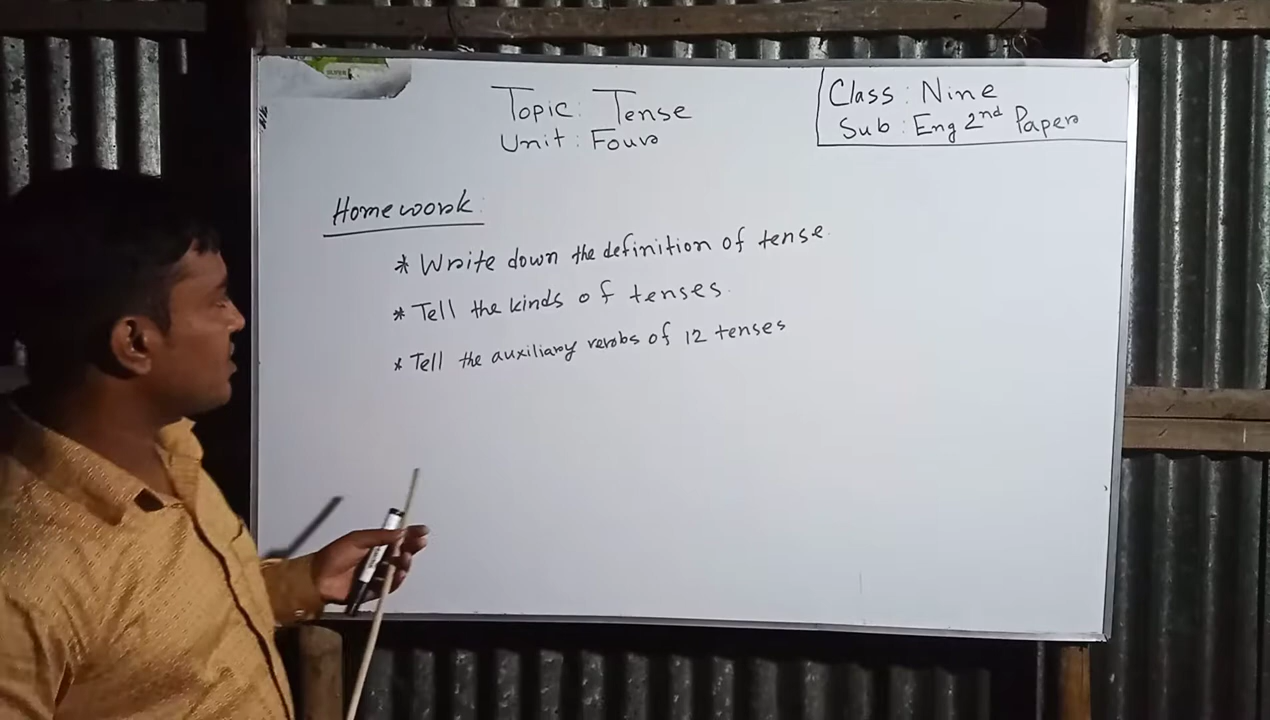 Topic: Tense
Unit: Four
Class: Nine
Sub: Eng 2nd Paper
Homework:
* Write down the definition of tense.
* Tell the kinds of tenses.
* Tell the auxiliary verbs of 12 tenses